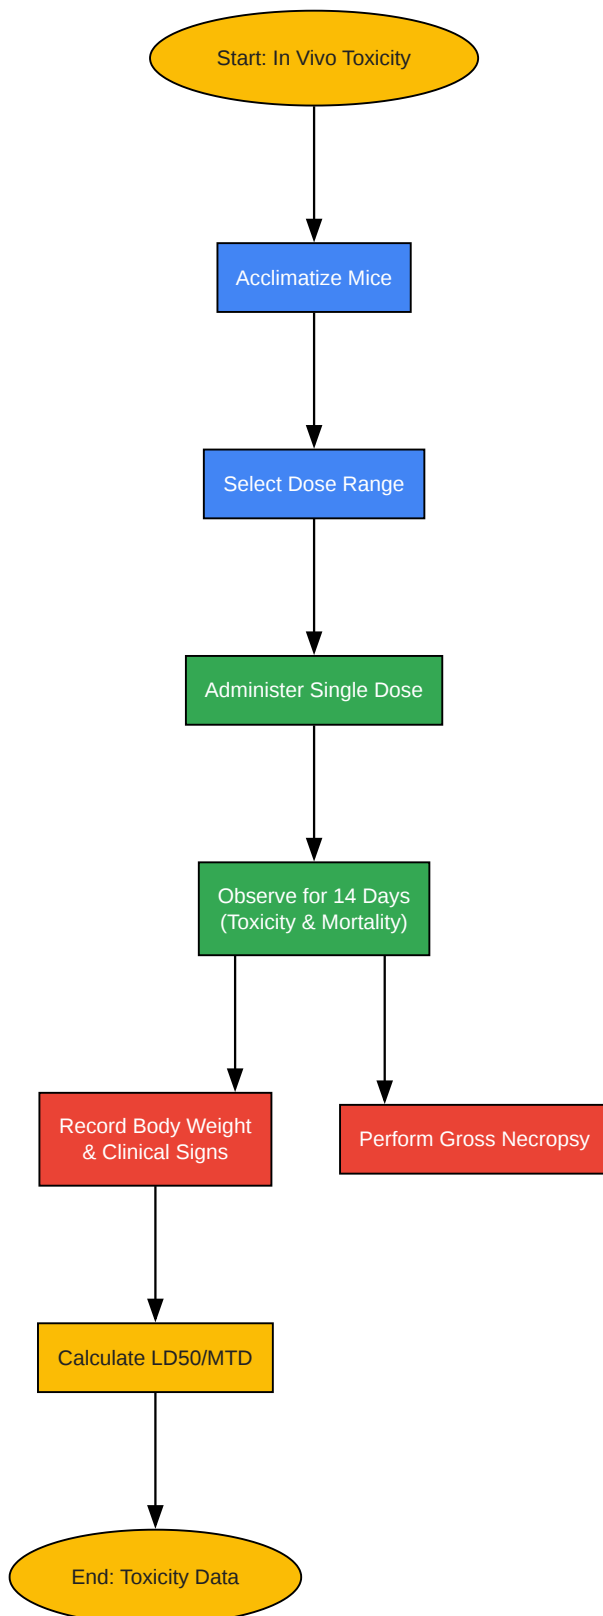 Start: In Vivo Toxicity
Acclimatize Mice
Select Dose Range
Administer Single Dose
Observe for 14 Days
(Toxicity & Mortality)
Record Body Weight
& Clinical Signs
Perform Gross Necropsy
Calculate LD50/MTD
End: Toxicity Data